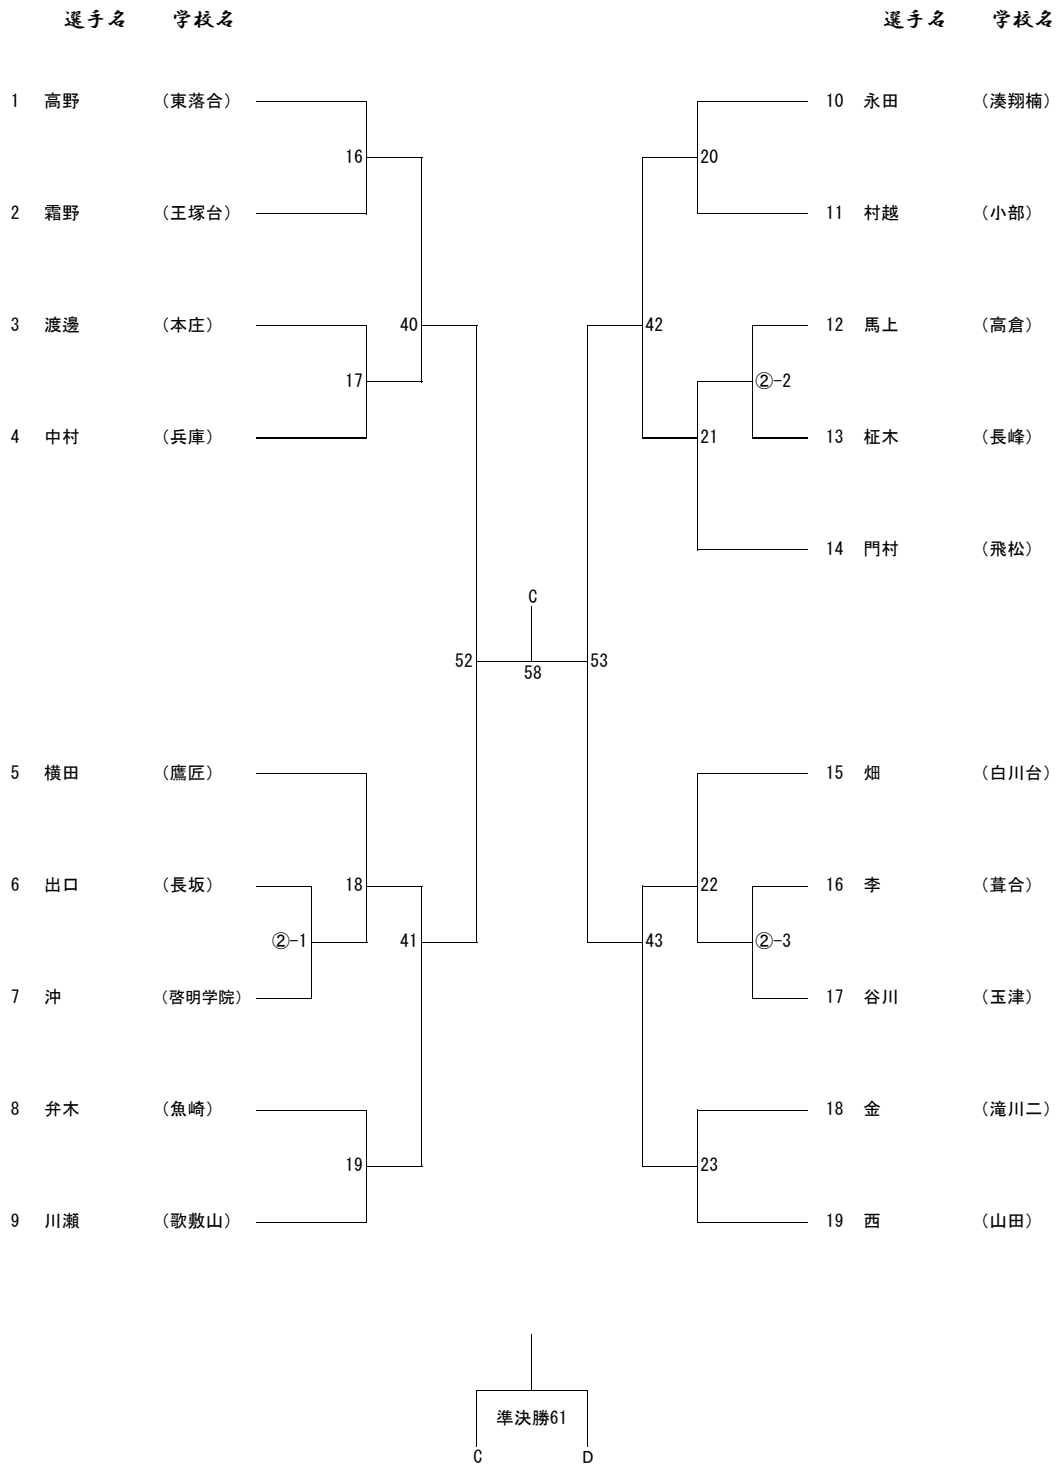 選手名 学校名 選手名 学校名
1 高野 (東落合) 10 永田 (湊翔楠)
16 20
2 霜野 (王塚台) 11 村越 (小部)
3 渡邊 (本庄) 40 42 12 馬上 (高倉)
17 ②-2
4 中村 (兵庫) 21 13 柾木 (長峰)
14 門村 (飛松)
C
52 53
58
5 横田 (鷹匠) 15 畑 (白川台)
6 出口 (長坂) 18 22 16 李 (葺合)
②-1 41 43 ②-3
7 沖 (啓明学院) 17 谷川 (玉津)
8 弁木 (魚崎) 18 金 (滝川二)
19 23
9 川瀬 (歌敷山) 19 西 (山田)
準決勝61
C D